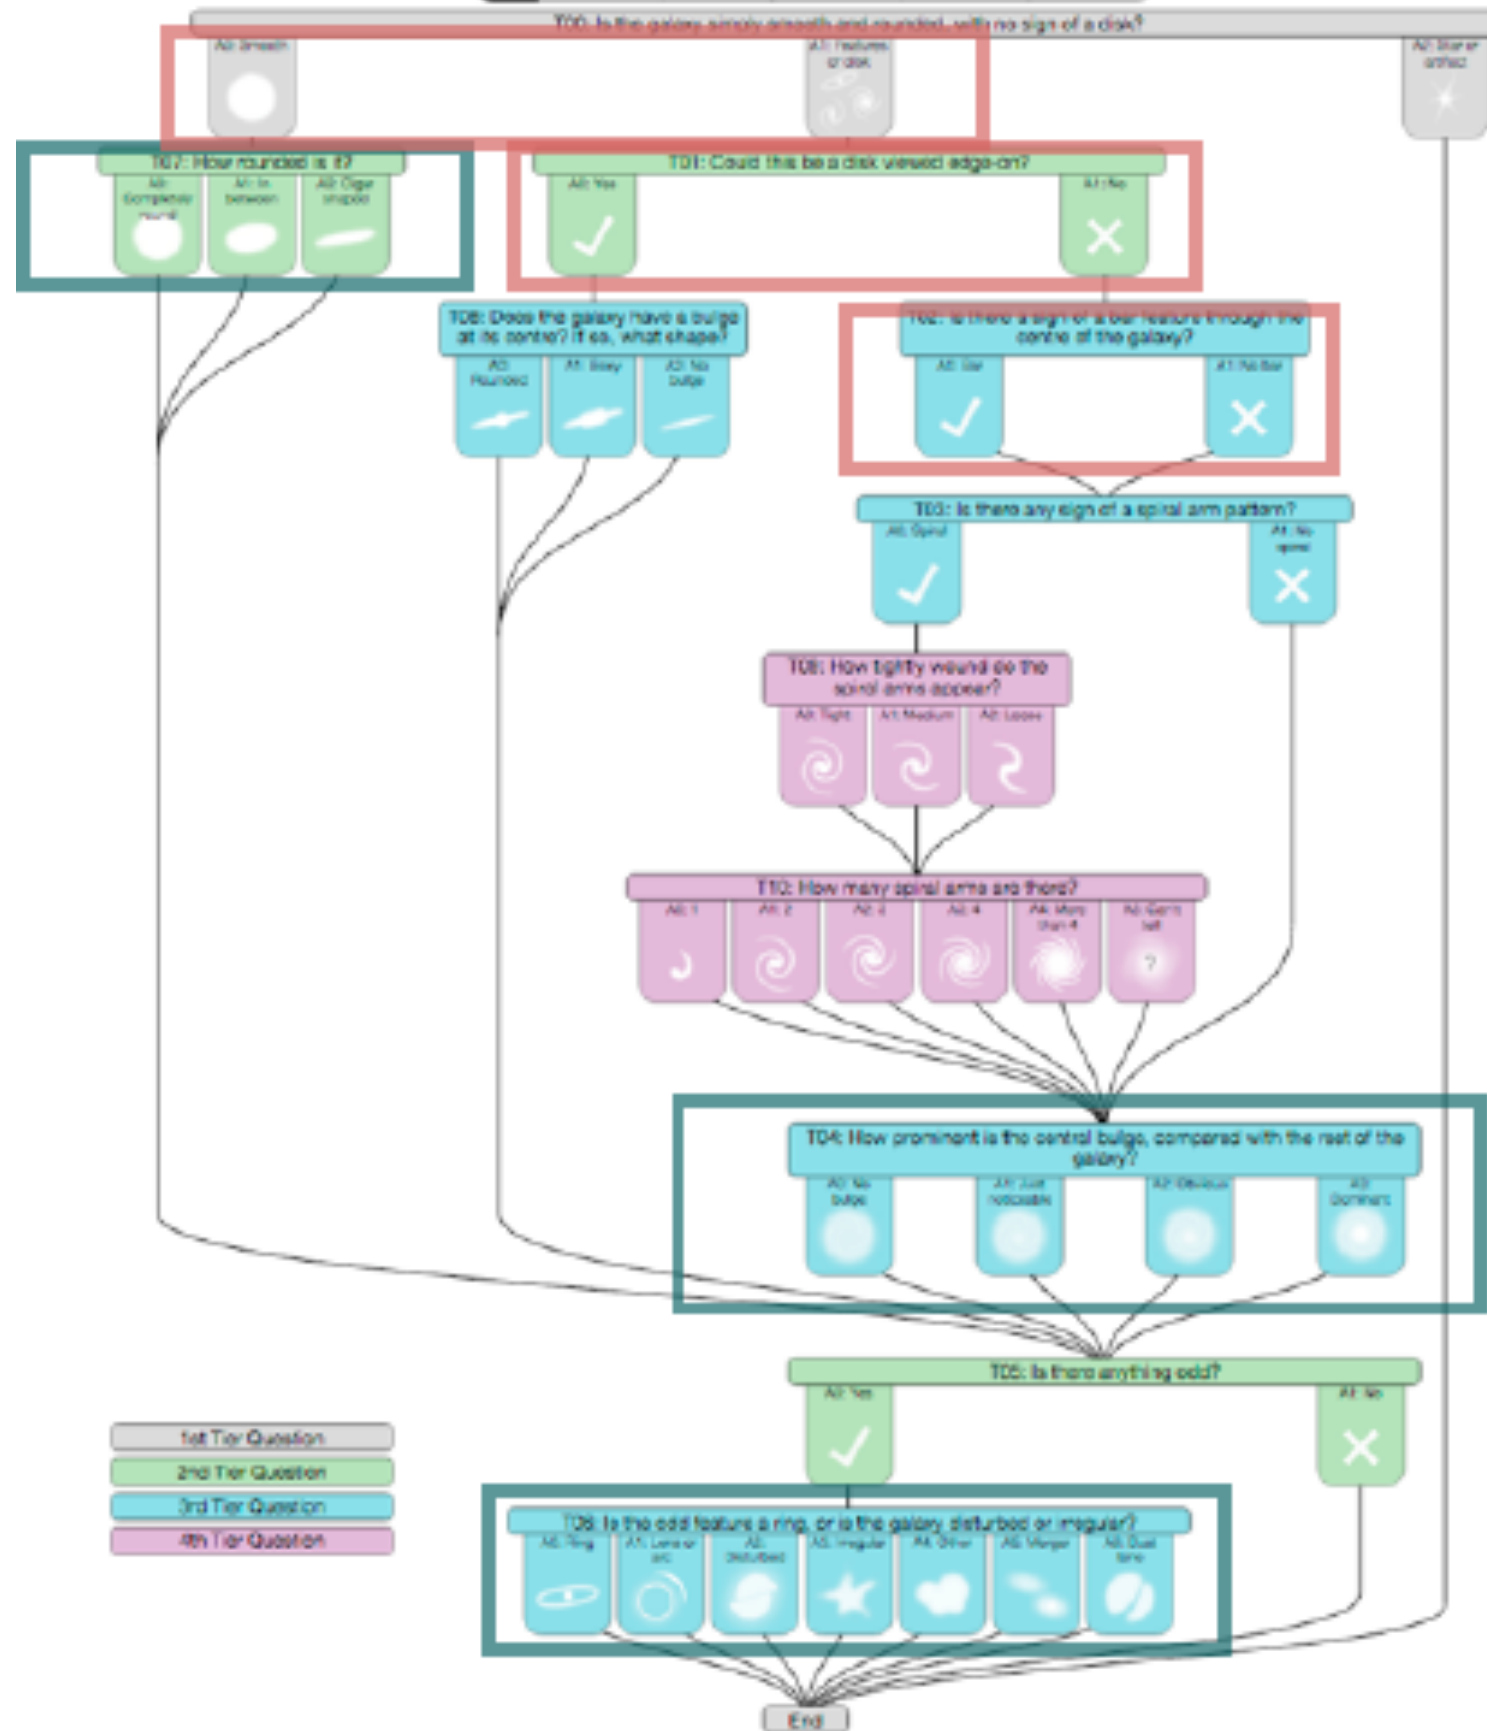 T00: Is the galaxy simply smooth and rounded, with no sign of a disk?
A0: Smooth
A1: Features
or disk
A2: Star or
artifact
T07: How rounded is it?
A0:
Completely
round
A1: In
between
A2: Cigar
shaped
T01: Could this be a disk viewed edge-on?
A0: Yes
A1: No
Does the galaxy have a bulge
at its centre? If so, what shape?
A0:
Rounded
A1: Boxy
A2: No
bulge
T02: Is there a sign of a bar feature through the
centre of the galaxy?
A0: Bar
A1: No bar
T03: Is there any sign of a spiral arm pattern?
A0: Spiral
A1: No
spiral
How tightly wound do the
spiral arms appear?
A0: Tight
A1: Medium
A2: Loose
T10: How many spiral arms are there?
A0: 1
A1: 2
A2: 3
A3: 4
A4: More
than 4
A5: Can't
tell
?
T04: How prominent is the central bulge, compared with the rest of the
galaxy?
A0: No
bulge
A1: Just
noticeable
A2: Obvious
A3:
Dominant
T05: Is there anything odd?
A0: Yes
A1: No
1st Tier Question
2nd Tier Question
3rd Tier Question
4th Tier Question
Is the odd feature a ring, or is the galaxy disturbed or irregular?
A0: Ring
A1: Lens or
arc
A2:
Disturbed
A3: Irregular
A4: Other
A5: Merger
A6: Dust
lane
End